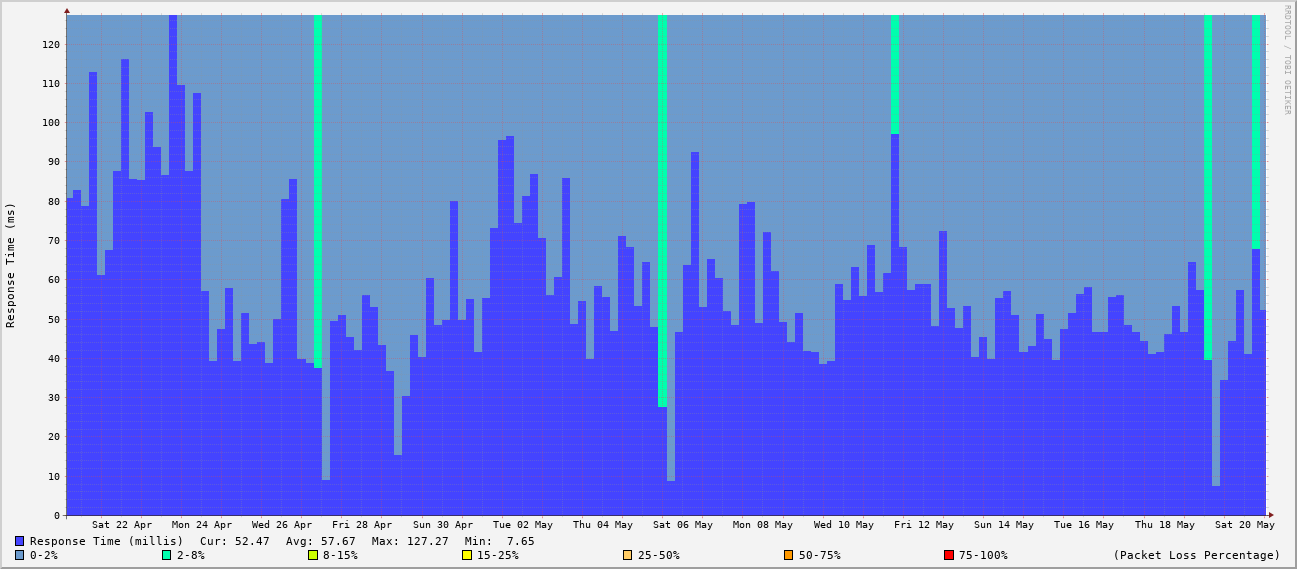 RRDTOOL / TOBI OETIKER
Response Time (ms)
120
110
100
90
80
70
60
50
40
30
20
10
0
Sat 22 Apr Mon 24 Apr Wed 26 Apr Fri 28 Apr Sun 30 Apr Tue 02 May Thu 04 May Sat 06 May Mon 08 May Wed 10 May Fri 12 May Sun 14 May Tue 16 May Thu 18 May Sat 20 May
Response Time (millis) Cur: 52.47 Avg: 57.67 Max: 127.27 Min: 7.65
0-2% 2-8% 8-15% 15-25% 25-50% 50-75% 75-100% (Packet Loss Percentage)